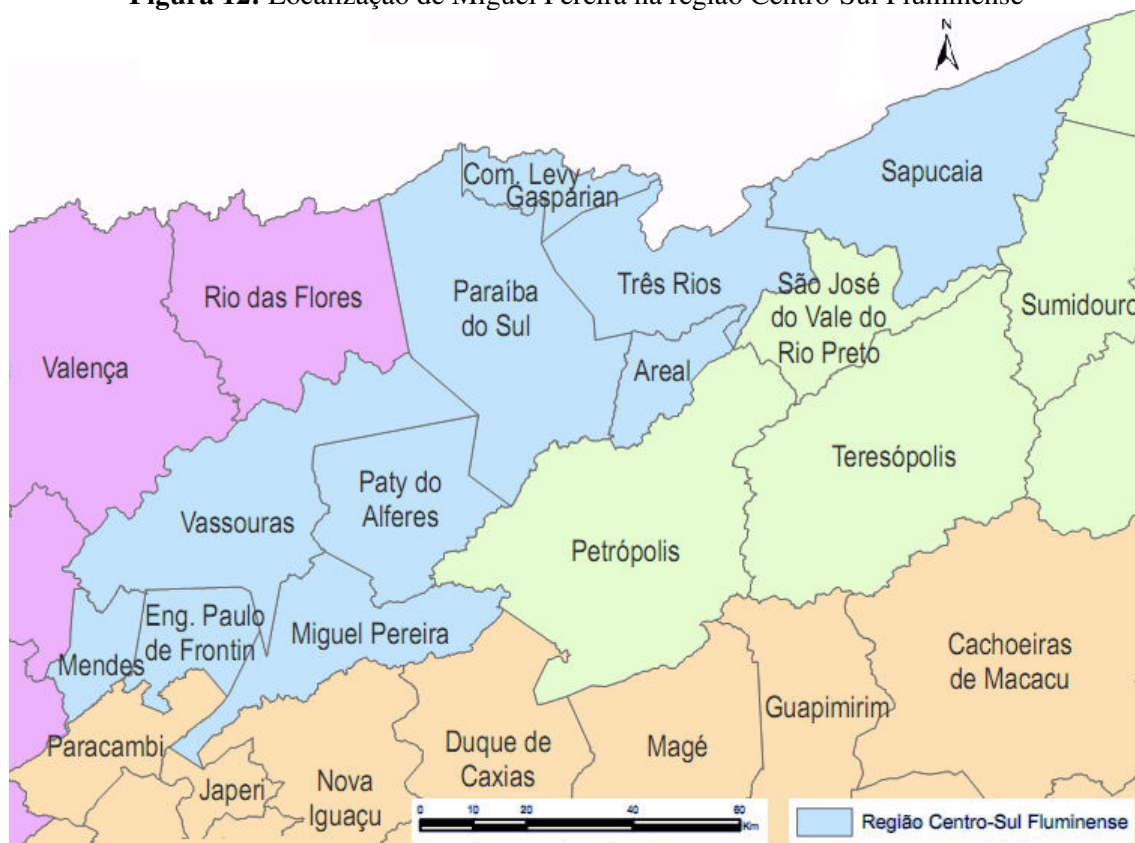 Figura 12: Localização de Miguel Pereira na região Centro-Sul Fluminense
N
Sapucaia
Com. Levy
Gasparian
Rio das Flores
Paraíba
do Sul
Três Rios
São José
do Vale do
Rio Preto
Sumidouro
Valença
Areal
Teresópolis
Paty do
Alferes
Vassouras
Petrópolis
Eng. Paulo
de Frontin
Miguel Pereira
Mendes
Cachoeiras
de Macacu
Guapimirim
Paracambi
Duque de
Caxias
Magé
Japeri
Nova
Iguaçu
0 10 20 40 60
Km
Região Centro-Sul Fluminense